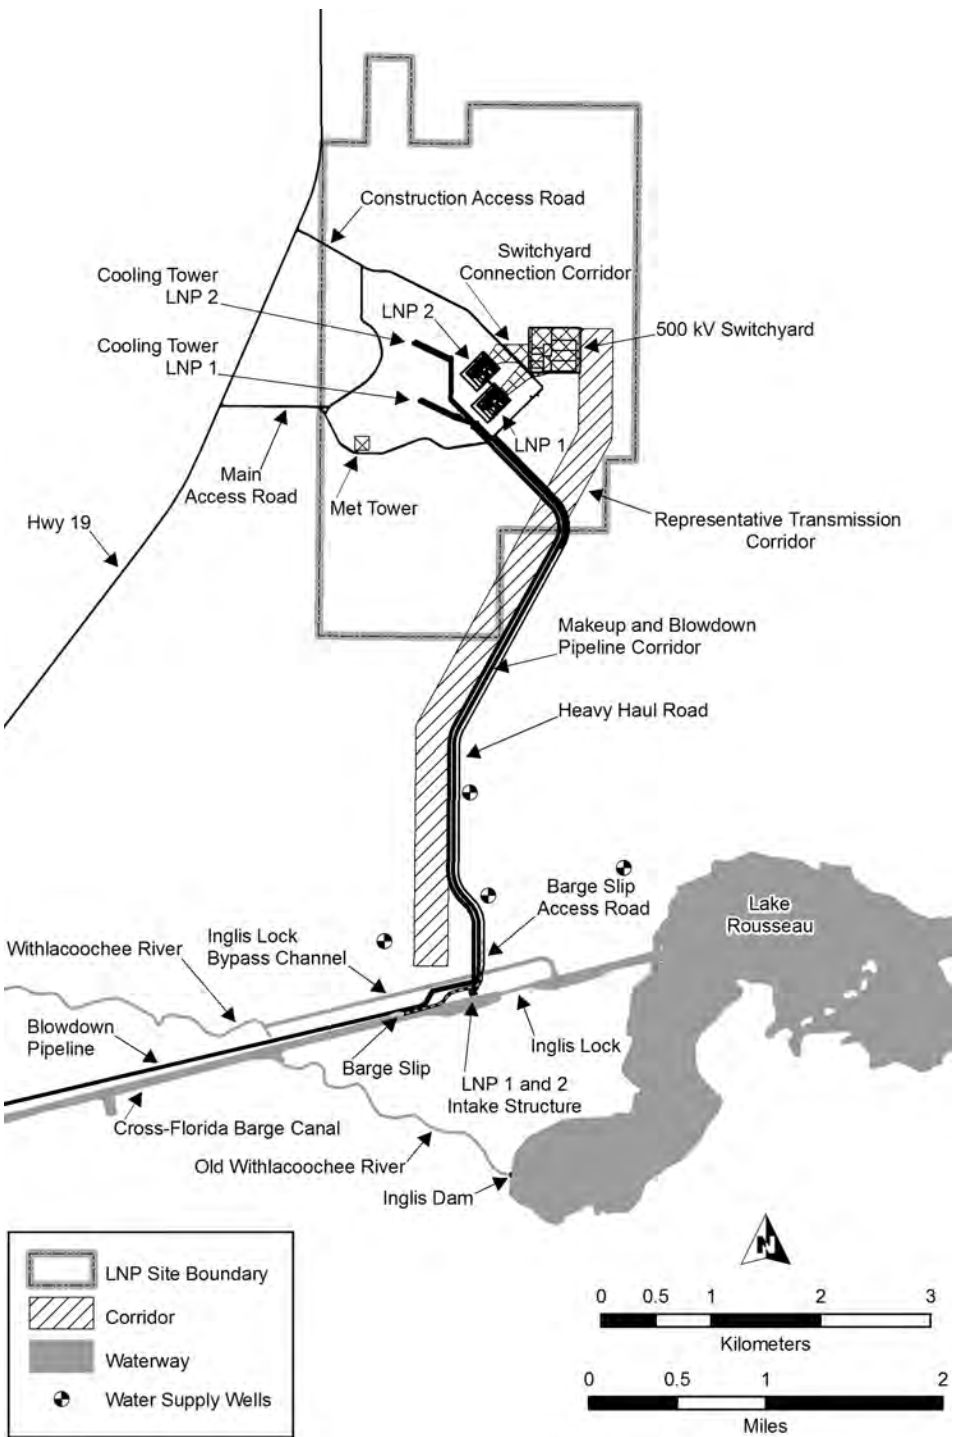 Construction Access Road
Switchyard
Connection Corridor
Cooling Tower
LNP 2
LNP 2
500 kV Switchyard
Cooling Tower
LNP 1
LNP 1
Main
Access Road
Met Tower
Hwy 19
Representative Transmission
Corridor
Makeup and Blowdown
Pipeline Corridor
Heavy Haul Road
Barge Slip
Access Road
Lake
Rousseau
Inglis Lock
Bypass Channel
Withlacoochee River
Blowdown
Pipeline
Barge Slip
Inglis Lock
LNP 1 and 2
Intake Structure
Cross-Florida Barge Canal
Old Withlacoochee River
Inglis Dam
N
LNP Site Boundary
Corridor
Waterway
Water Supply Wells
0 0.5 1 2 3
Kilometers
0 0.5 1 2
Miles